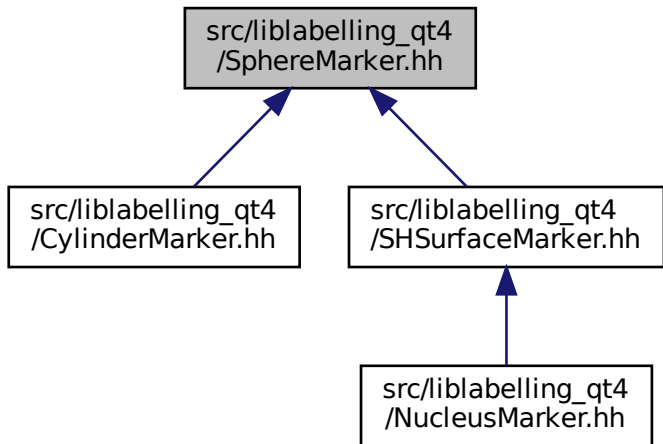 src/liblabelling_qt4
/SphereMarker.hh
src/liblabelling_qt4
/CylinderMarker.hh
src/liblabelling_qt4
/SHSurfaceMarker.hh
src/liblabelling_qt4
/NucleusMarker.hh